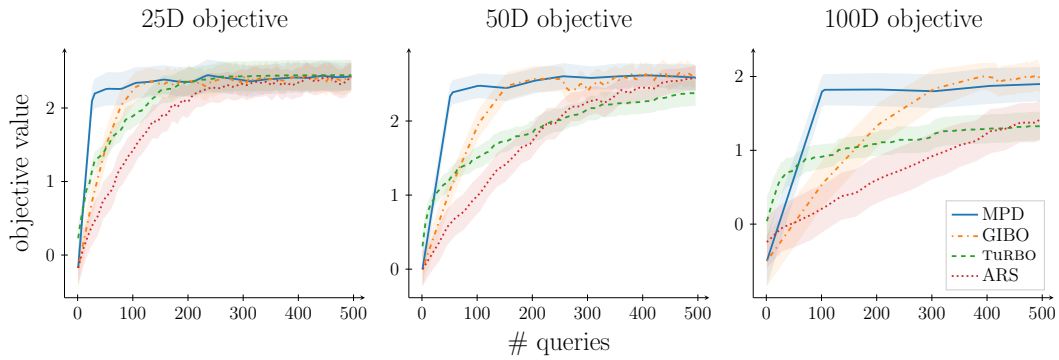 25D objective
50D objective
100D objective
objective value
2
1
0
0 100 200 300 400 500
2
1
0
0 100 200 300 400 500
2
1
0
0 100 200 300 400 500
MPD
GIBO
TuRBO
ARS
# queries